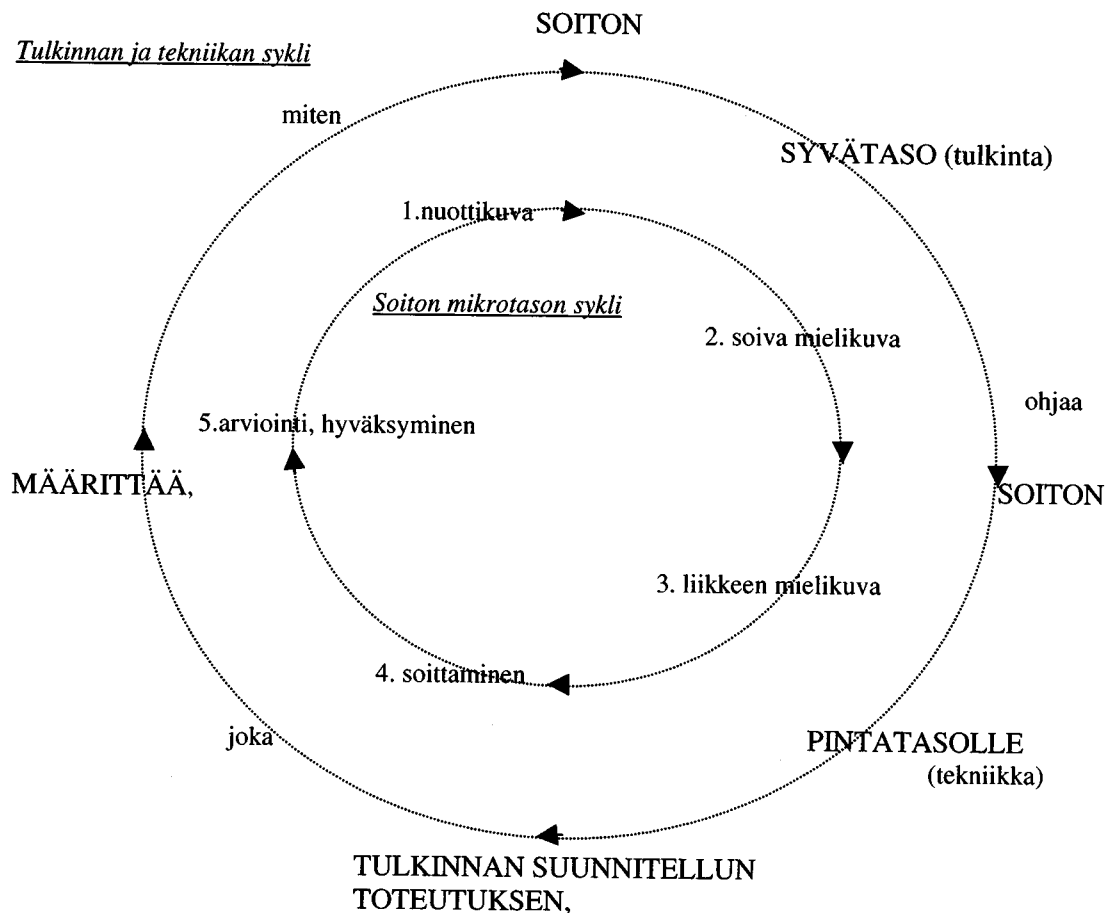 SOITON
Tulkinnan ja tekniikan sykli
miten
SYVÄTASO (tulkinta)
1.nuottikuva
Soiton mikrotason sykli
2. soiva mielikuva
ohjaa
5.arviointi, hyväksyminen
MÄÄRITTÄÄ,
SOITON
3. liikkeen mielikuva
4. soittaminen
joka
PINTATASOLLE
(tekniikka)
TULKINNAN SUUNNITELLUN
TOTEUTUKSEN,